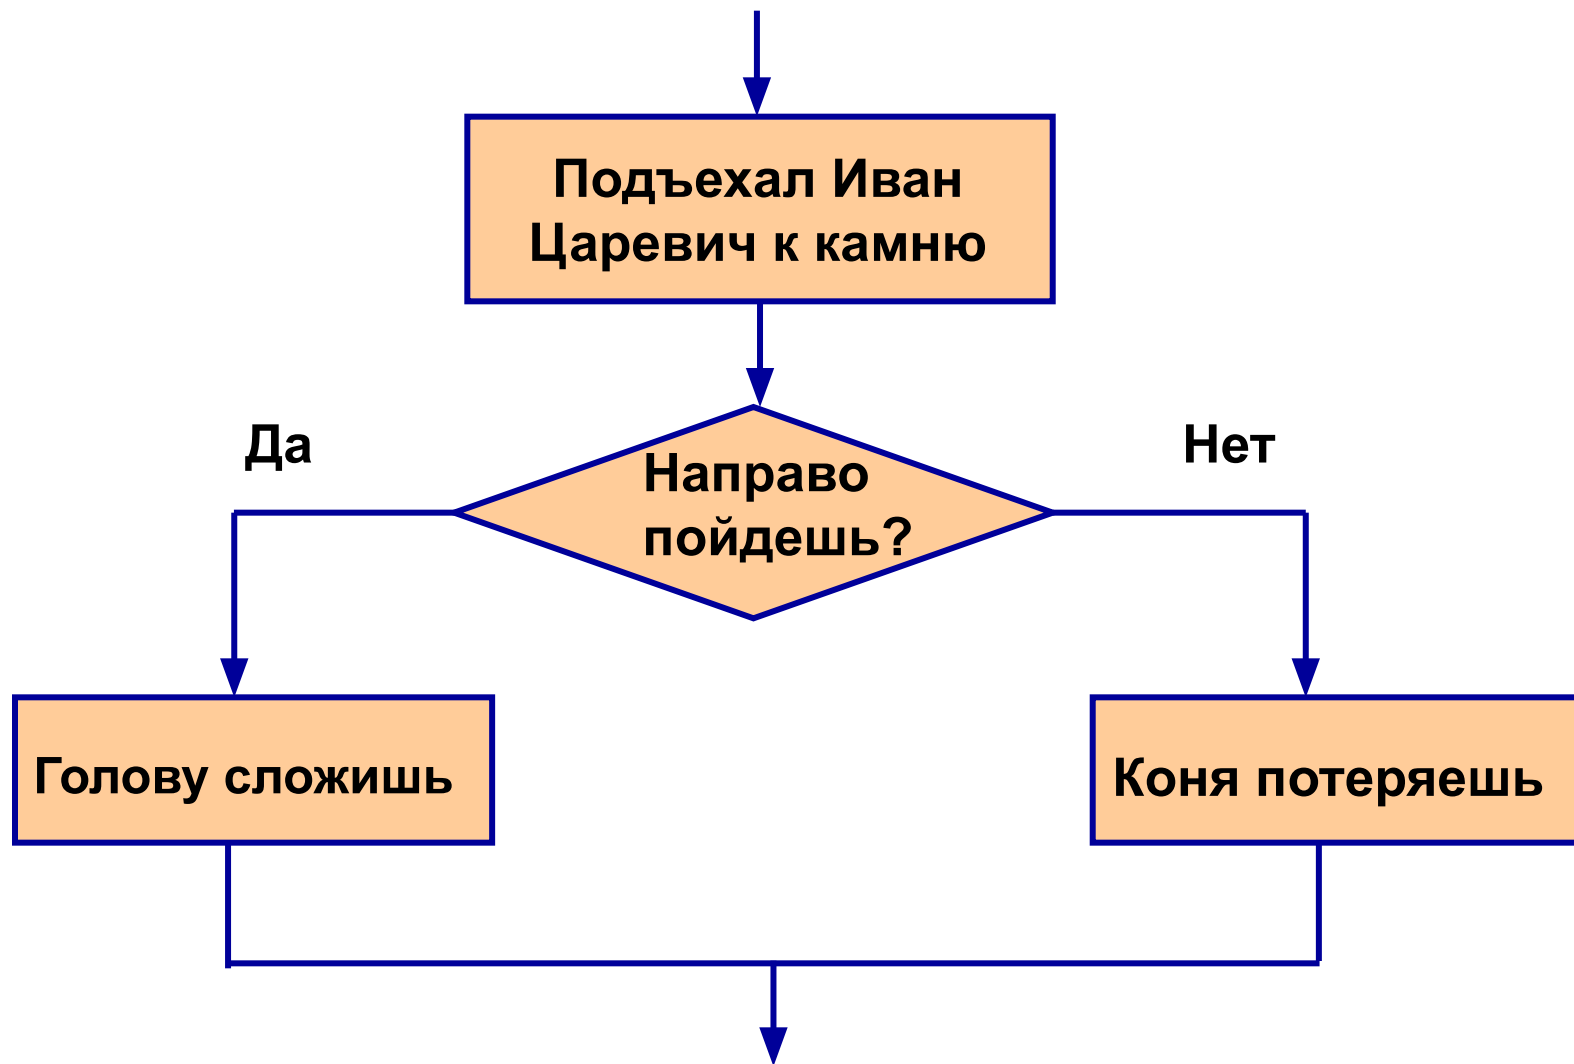 Подъехал Иван
Царевич к камню
Да
Нет
Направо
пойдешь?
Голову сложишь
Коня потеряешь